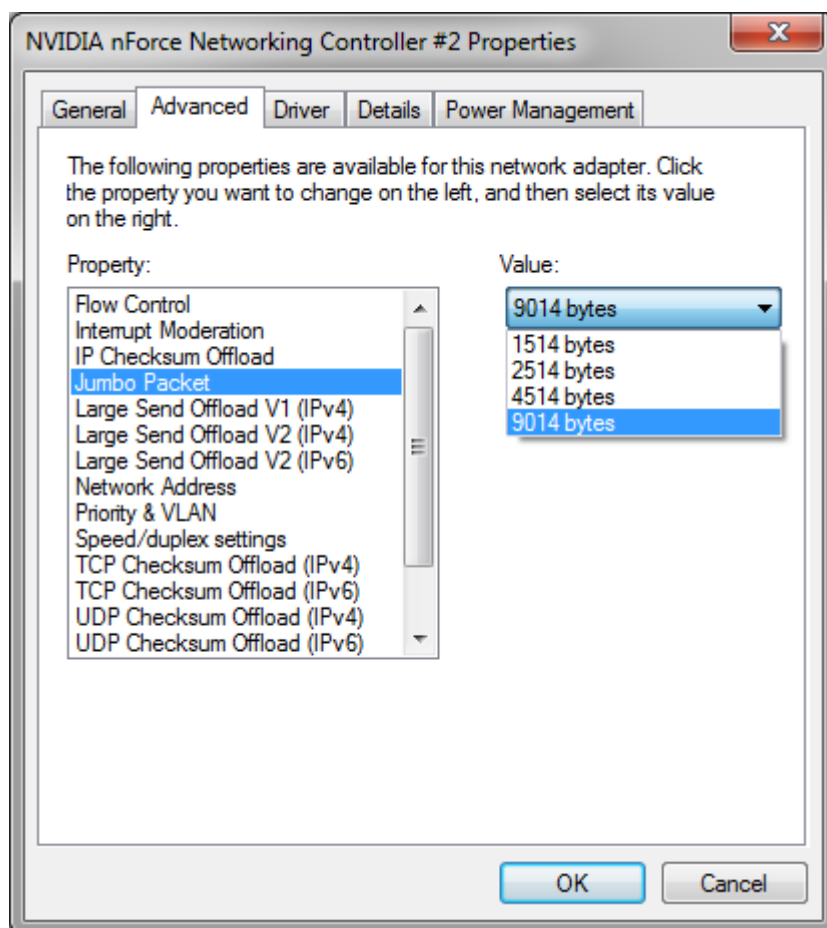 NVIDIA nForce Networking Controller #2 Properties
General Advanced Driver Details Power Management
The following properties are available for this network adapter. Click
the property you want to change on the left, and then select its value
on the right.
Property:
Flow Control
Interrupt Moderation
IP Checksum Offload
Jumbo Packet
Large Send Offload V1 (IPv4)
Large Send Offload V2 (IPv4)
Large Send Offload V2 (IPv6)
Network Address
Priority & VLAN
Speed/duplex settings
TCP Checksum Offload (IPv4)
TCP Checksum Offload (IPv6)
UDP Checksum Offload (IPv4)
UDP Checksum Offload (IPv6)
Value:
9014 bytes
1514 bytes
2514 bytes
4514 bytes
9014 bytes
OK Cancel